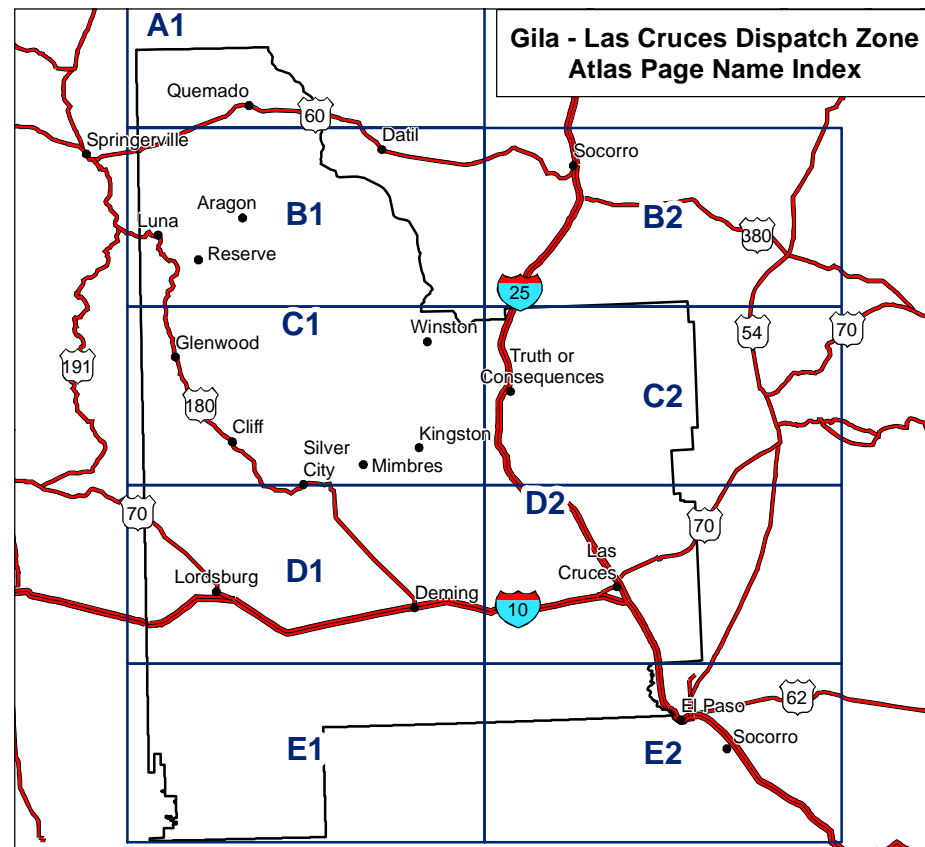 A1
Gila - Las Cruces Dispatch Zone
Atlas Page Name Index
Quemado
60
Springerville
Datil
Socorro
Aragon
B1
B2
Luna
380
Reserve
25
C1
Winston
54
70
Glenwood
Truth or
Consequences
191
C2
180
Cliff
Kingston
Silver
City
Mimbres
D2
70
70
Las
Cruces
D1
Lordsburg
Deming
10
62
El Paso
E1
E2
Socorro